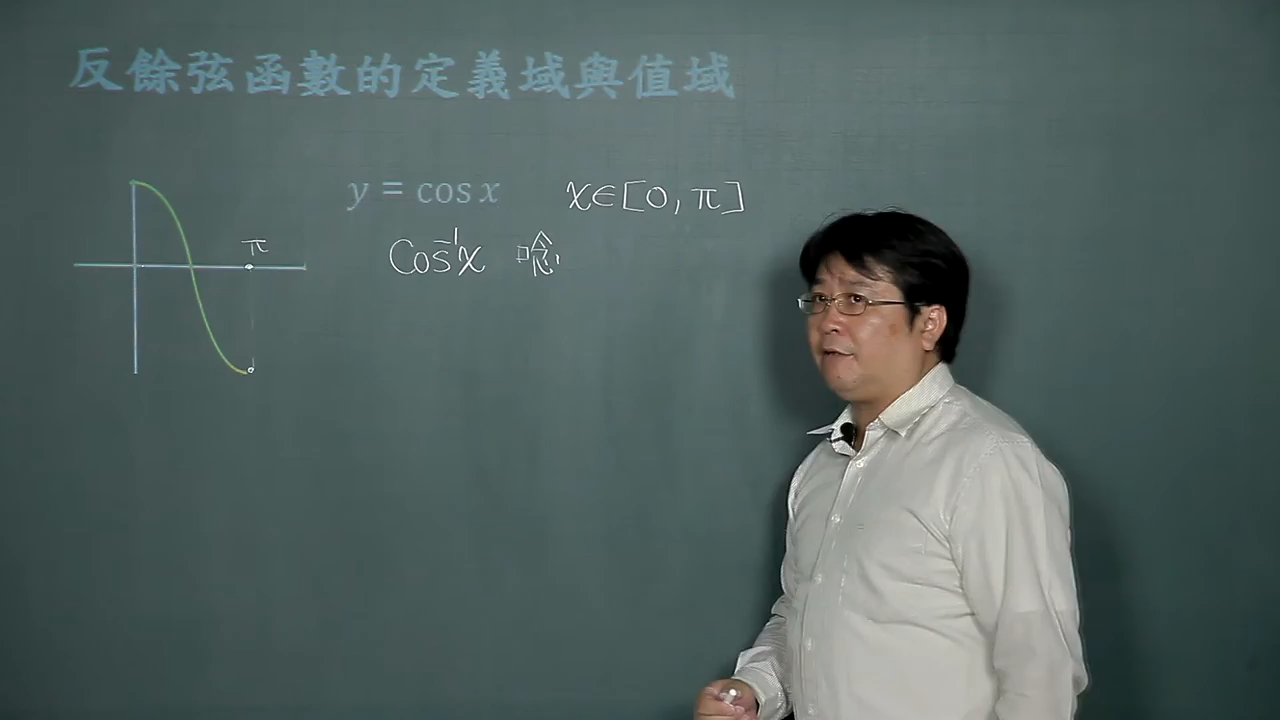 反餘弦函數的定義域與值域
y = cos x x∈[0,π]
π
Cos⁻¹x 唸